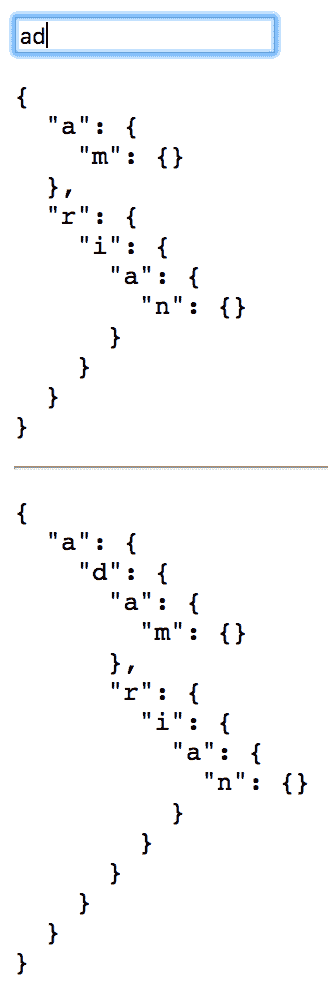 ad
{
  "a": {
    "m": {}
  },
  "r": {
    "i": {
      "a": {
        "n": {}
      }
    }
  }
}
{
  "a": {
    "d": {
      "a": {
        "m": {}
      },
      "r": {
        "i": {
          "a": {
            "n": {}
          }
        }
      }
    }
  }
}